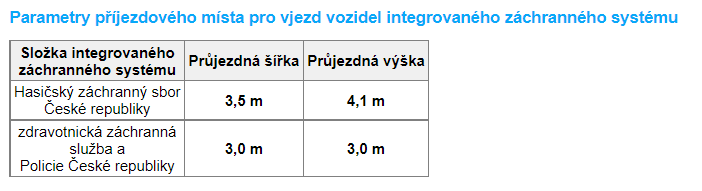 Parametry příjezdového místa pro vjezd vozidel integrovaného záchranného systému
Složka integrovaného
záchranného systému
Průjezdná šířka
Průjezdná výška
Hasičský záchranný sbor
České republiky
3,5 m
4,1 m
zdravotnická záchranná
služba a
Policie České republiky
3,0 m
3,0 m